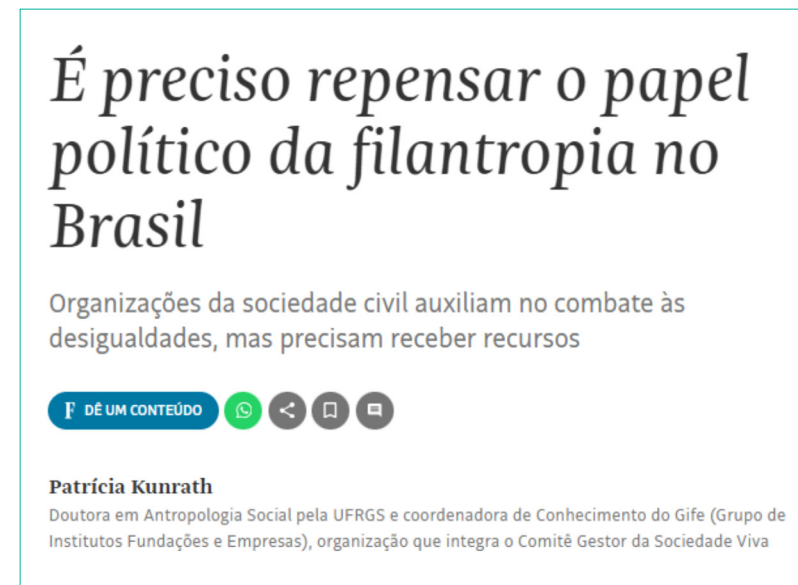 É preciso repensar o papel
político da filantropia no
Brasil
Organizações da sociedade civil auxiliam no combate às
desigualdades, mas precisam receber recursos
F DÊ UM CONTEÚDO
Patrícia Kunrath
Doutora em Antropologia Social pela UFRGS e coordenadora de Conhecimento do Gife (Grupo de
Institutos Fundações e Empresas), organização que integra o Comitê Gestor da Sociedade Viva